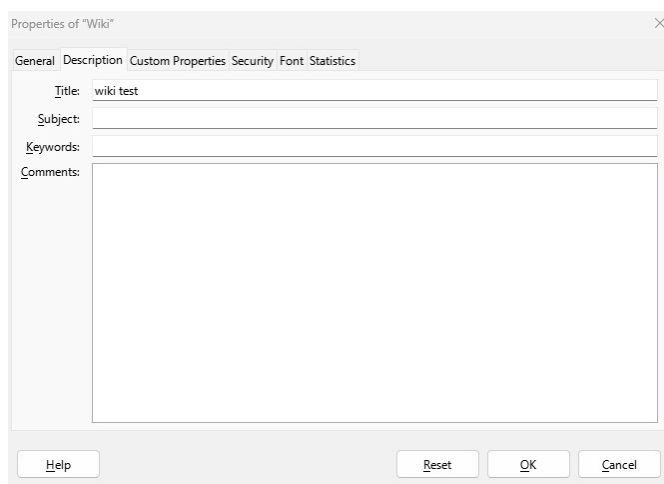 Properties of “Wiki”
General Description Custom Properties Security Font Statistics
Title: wiki test
Subject:
Keywords:
Comments:
Help Reset OK Cancel